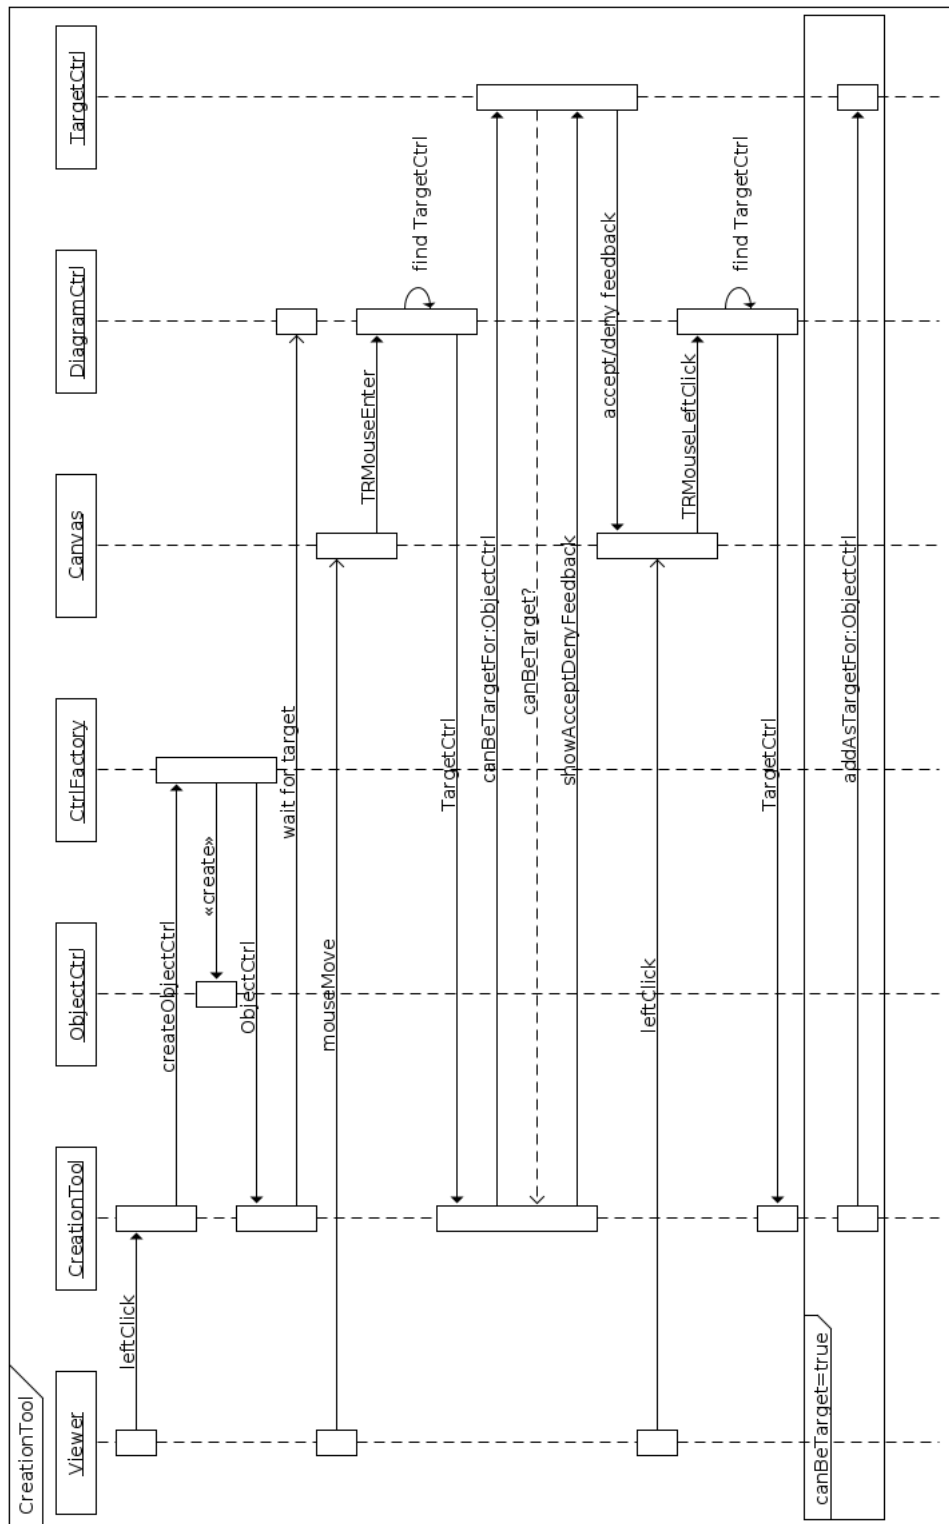 CreationTool
Viewer
CreationTool
ObjectCtrl
CtrlFactory
Canvas
DiagramCtrl
TargetCtrl
leftClick
createObjectCtrl
«create»
ObjectCtrl
wait for target
mouseMove
TRMouseEnter
find TargetCtrl
TargetCtrl
canBeTargetFor:ObjectCtrl
canBeTarget?
showAcceptDenyFeedback
accept/deny feedback
leftClick
TRMouseLeftClick
find TargetCtrl
TargetCtrl
canBeTarget=true
addAsTargetFor:ObjectCtrl